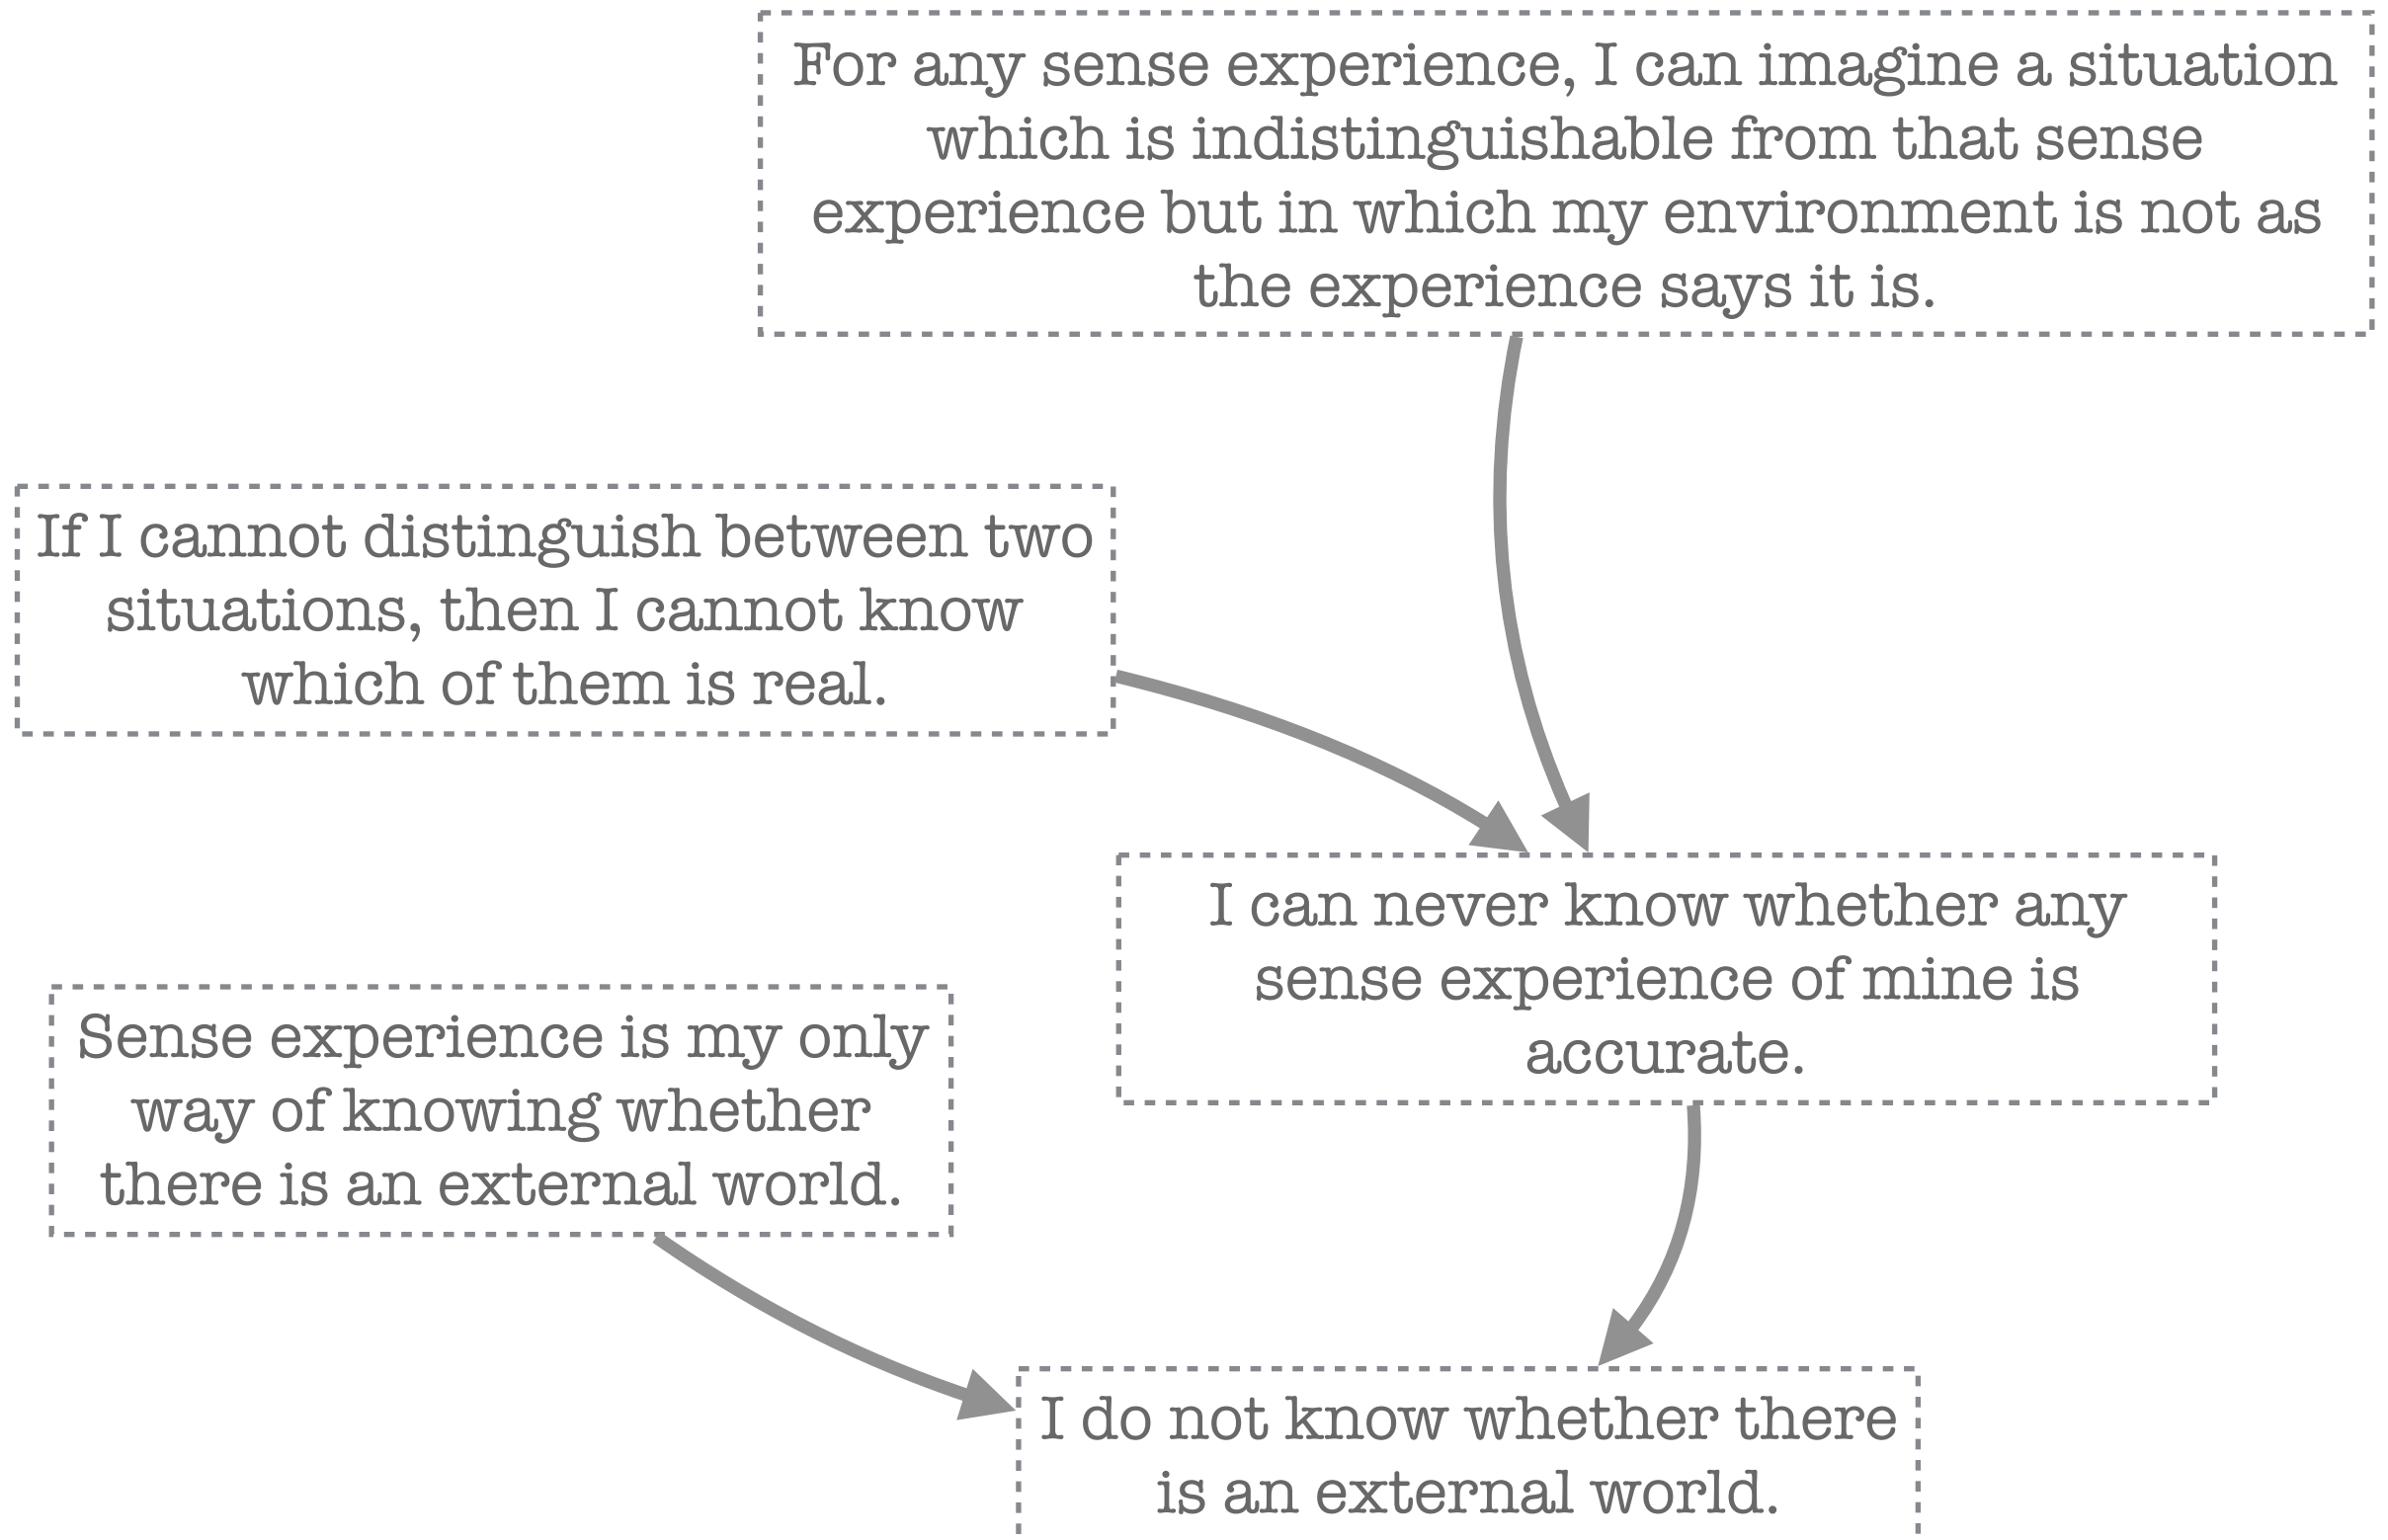 For any sense experience, I can imagine a situation
which is indistinguishable from that sense
experience but in which my environment is not as
the experience says it is.
If I cannot distinguish between two
situations, then I cannot know
which of them is real.
I can never know whether any
sense experience of mine is
accurate.
Sense experience is my only
way of knowing whether
there is an external world.
I do not know whether there
is an external world.